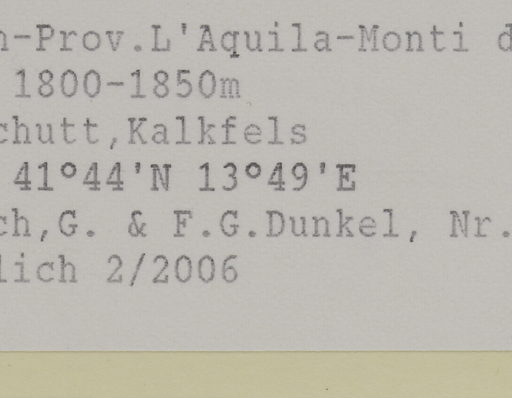 n-Prov.L'Aquila-Monti d
1800-1850m
chutt,Kalkfels
41°44'N 13°49'E
ch,G. & F.G.Dunkel, Nr.
lich 2/2006